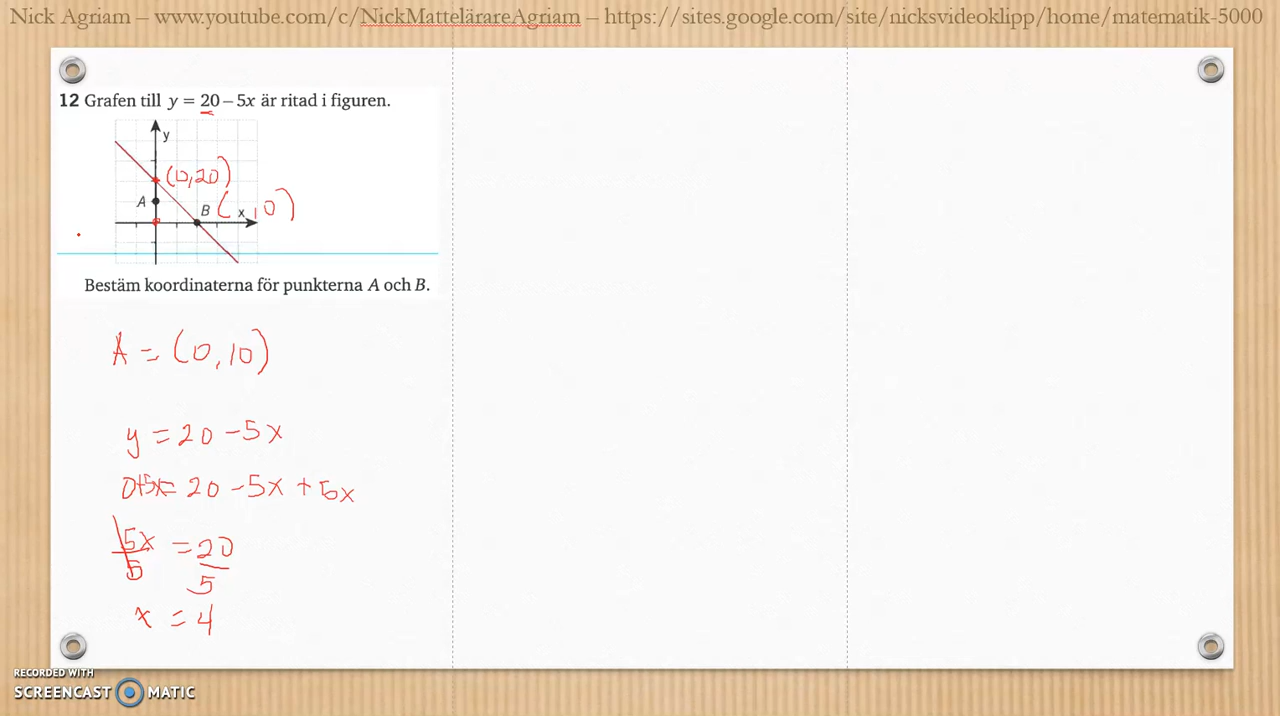 Nick Agriam – www.youtube.com/c/NickMattelärareAgriam – https://sites.google.com/site/nicksvideoklipp/home/matematik-5000
12 Grafen till y = 20 – 5x är ritad i figuren.
y
(0,20)
A
B ( , 0)
x
Bestäm koordinaterna för punkterna A och B.
A = (0,10)
y = 20 - 5x
0+5x = 20 - 5x + 5x
5x/5 = 20/5
x = 4
RECORDED WITH
SCREENCAST MATIC